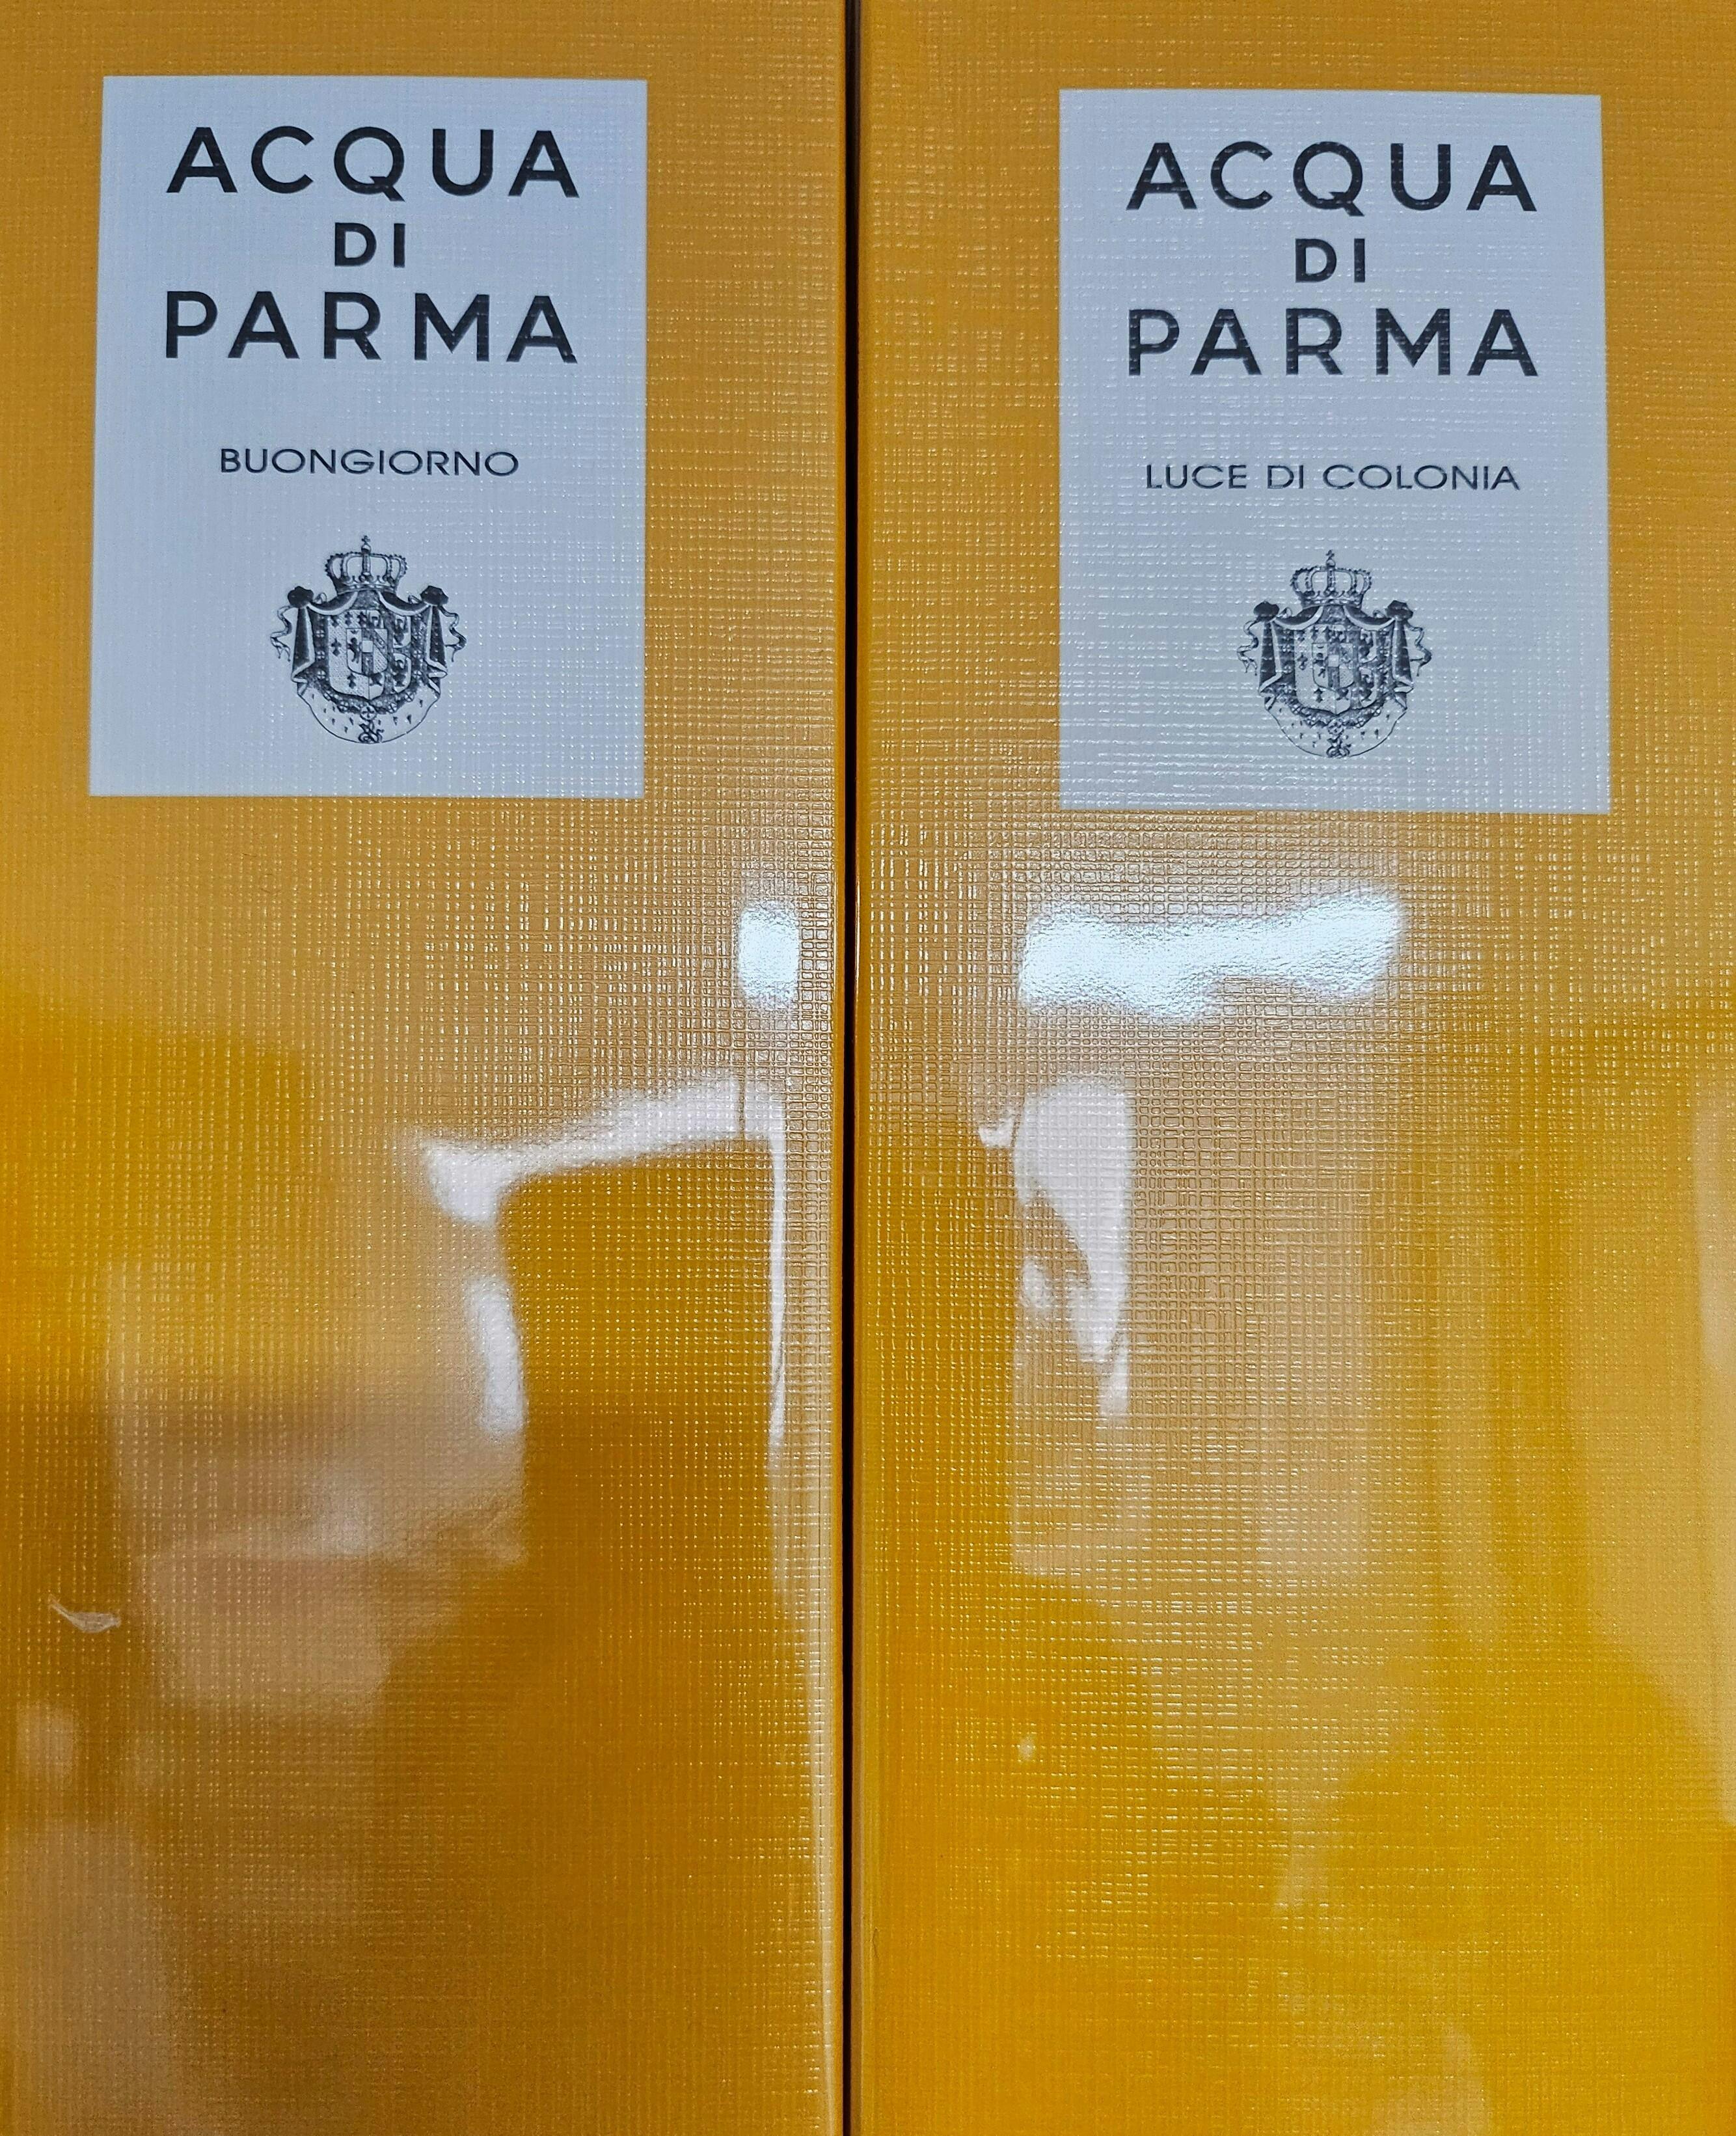 ACQUA
DI
PARMA
BUONGIORNO
ACQUA
DI
PARMA
LUCE DI COLONIA